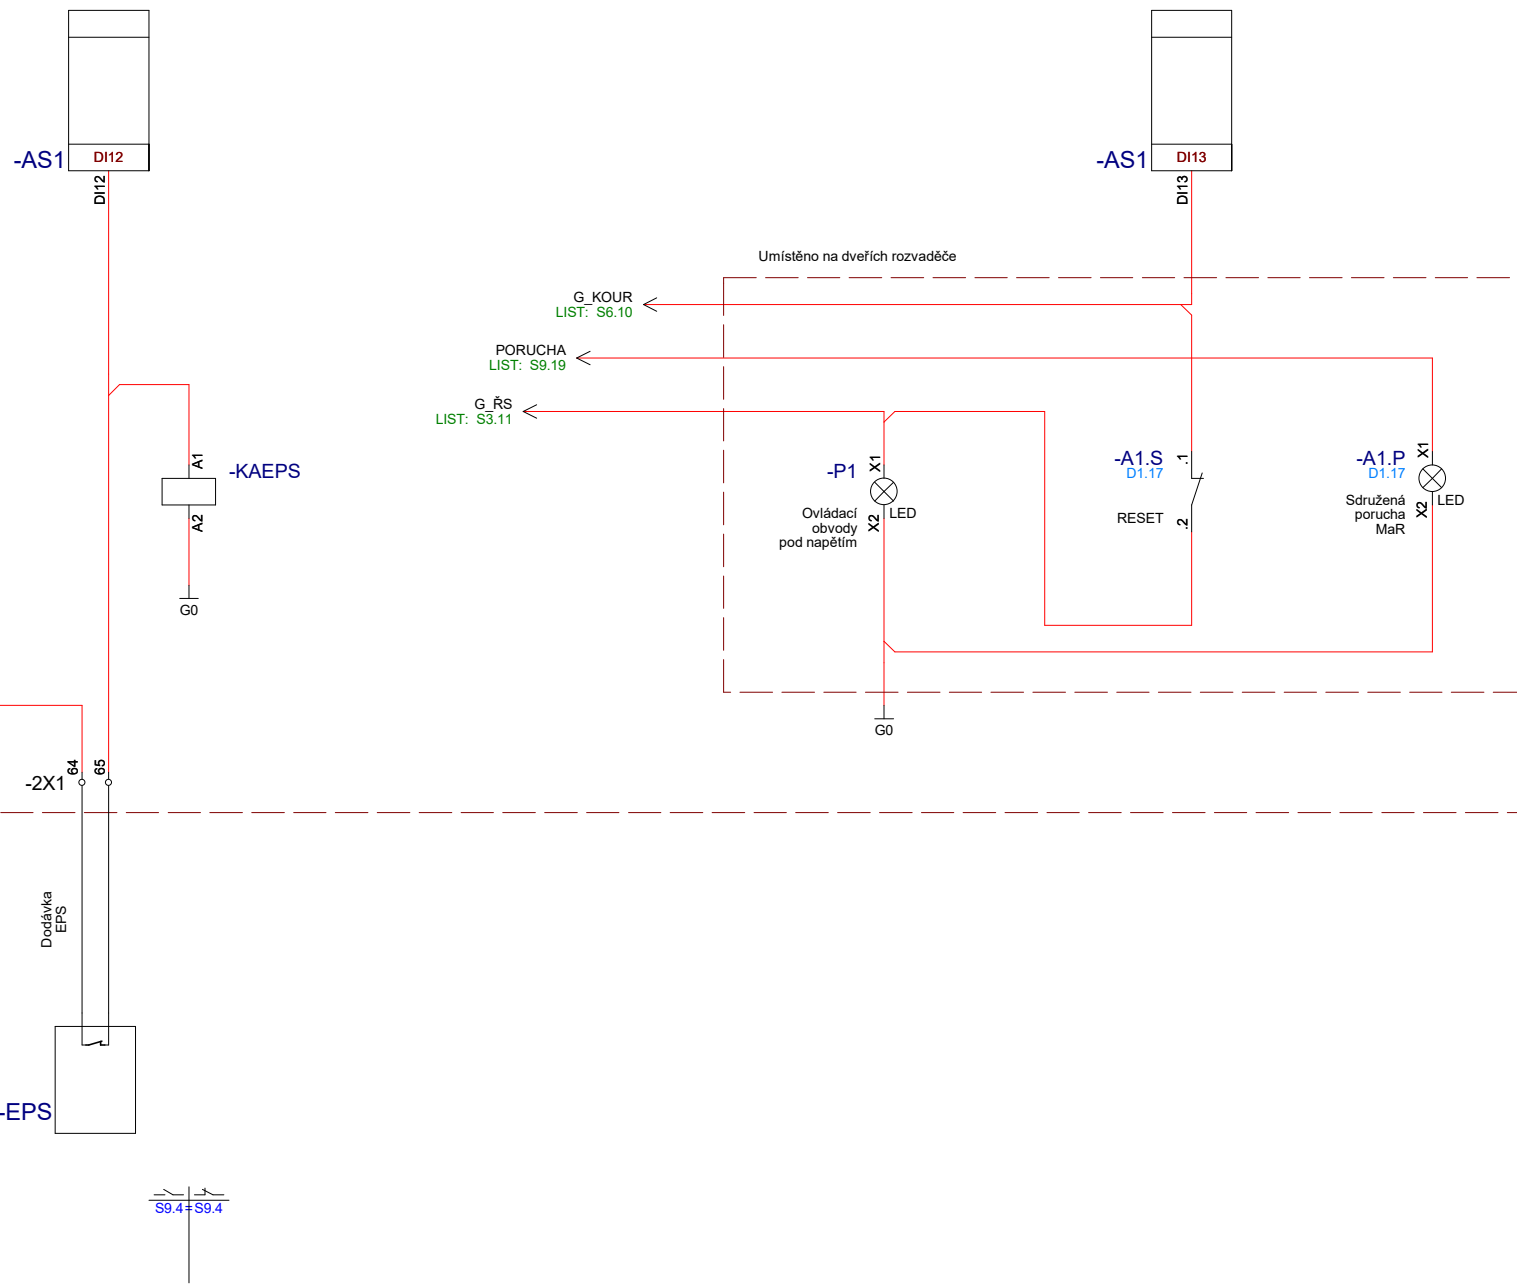 -AS1
DI12
DI12
-AS1
DI13
DI13
Umístěno na dveřích rozvaděče
G_KOUR
LIST: S6.10
PORUCHA
LIST: S9.19
G_ŘS
LIST: S3.11
-KAEPS
A1
A2
G0
-P1
X1
X2
LED
Ovládací
obvody
pod napětím
-A1.S
D1.17
.1
.2
RESET
-A1.P
D1.17
X1
X2
LED
Sdružená
porucha
MaR
G0
-2X1
64
65
Dodávka
EPS
-EPS
S9.4=S9.4